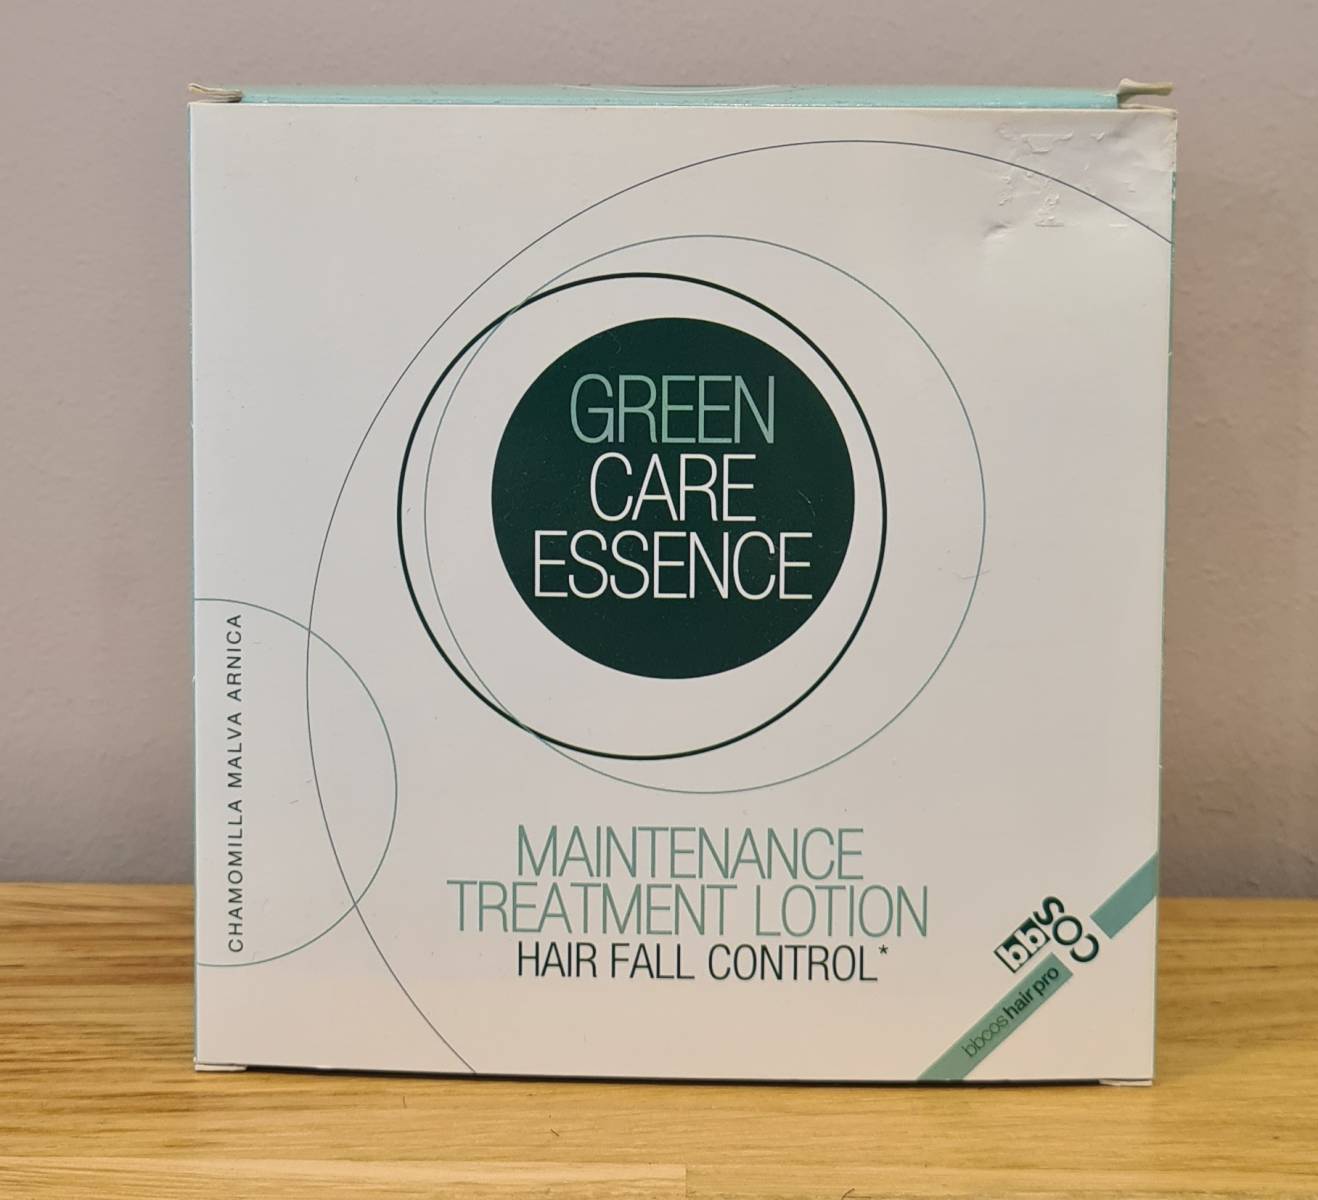 GREEN
CARE
ESSENCE
CHAMOMILLA MALVA ARNICA
MAINTENANCE
TREATMENT LOTION
HAIR FALL CONTROL*
bbcos
bbcos hair pro